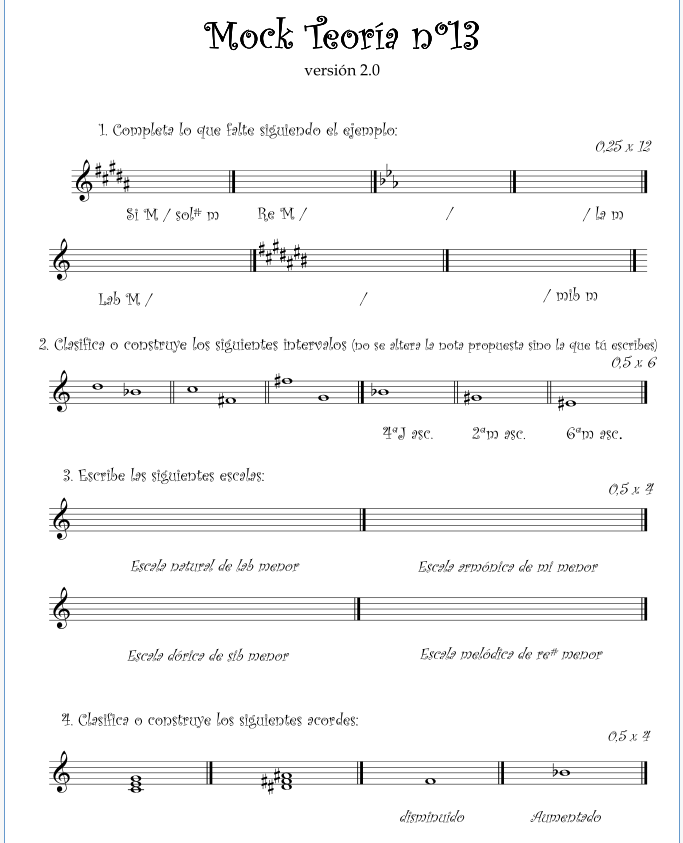 Mock Teoría nº13
versión 2.0
1. Completa lo que falte siguiendo el ejemplo:
0,25 x 12
Si M / sol# m Re M / / / la m
Lab M / / / mib m
2. Clasifica o construye los siguientes intervalos (no se altera la nota propuesta sino la que tú escribes)
0,5 x 6
4ªJ asc. 2ªm asc. 6ªm asc.
3. Escribe las siguientes escalas:
0,5 x 4
Escala natural de lab menor Escala armónica de mi menor
Escala dórica de sib menor Escala melódica de re# menor
4. Clasifica o construye los siguientes acordes:
0,5 x 4
disminuido Aumentado